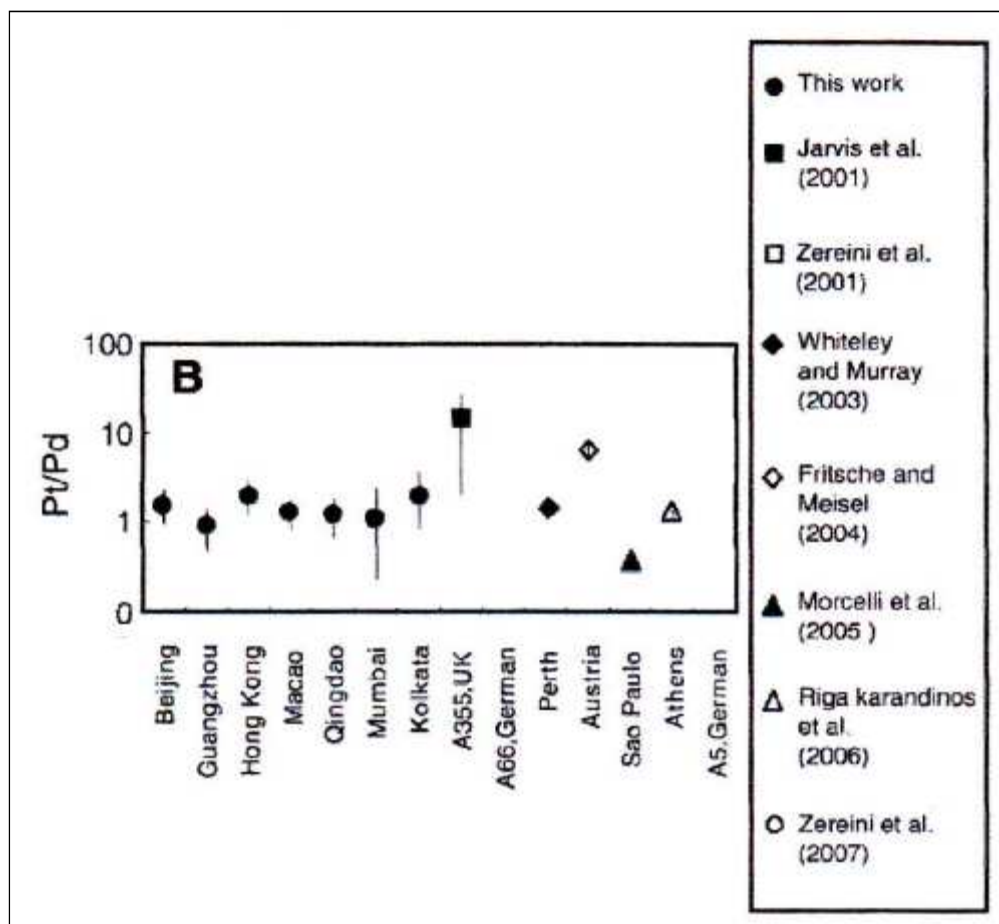 This work
Jarvis et al.
(2001)
Zereini et al.
(2001)
Whiteley
and Murray
(2003)
Fritsche and
Meisel
(2004)
Morcelli et al.
(2005 )
Riga karandinos
et al.
(2006)
Zereini et al.
(2007)
B
Pt/Pd
100
10
1
0
Beijing
Guangzhou
Hong Kong
Macao
Qingdao
Mumbai
Kolkata
A355.UK
A66,German
Perth
Austria
Sao Paulo
Athens
A5.German